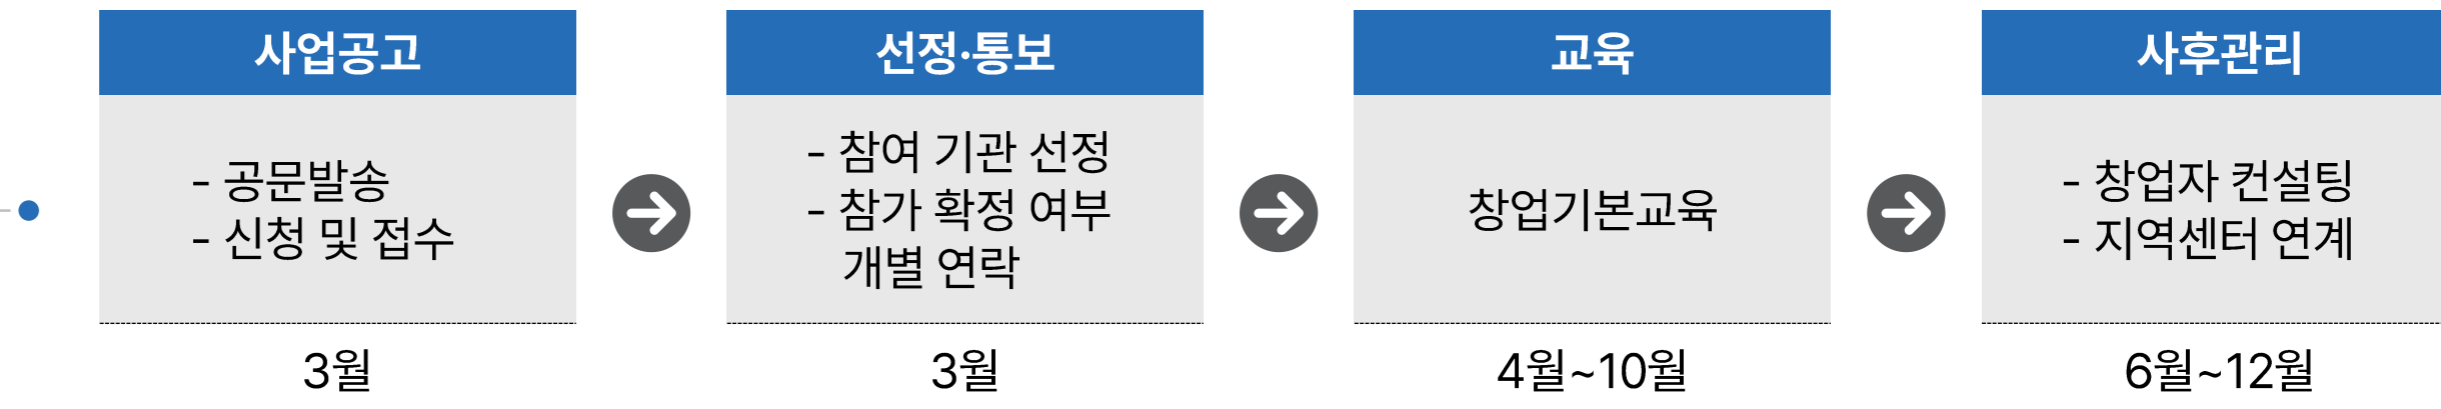 사업공고
- 공문발송
- 신청 및 접수
3월
선정·통보
- 참여 기관 선정
- 참가 확정 여부
개별 연락
3월
교육
창업기본교육
4월~10월
사후관리
- 창업자 컨설팅
- 지역센터 연계
6월~12월